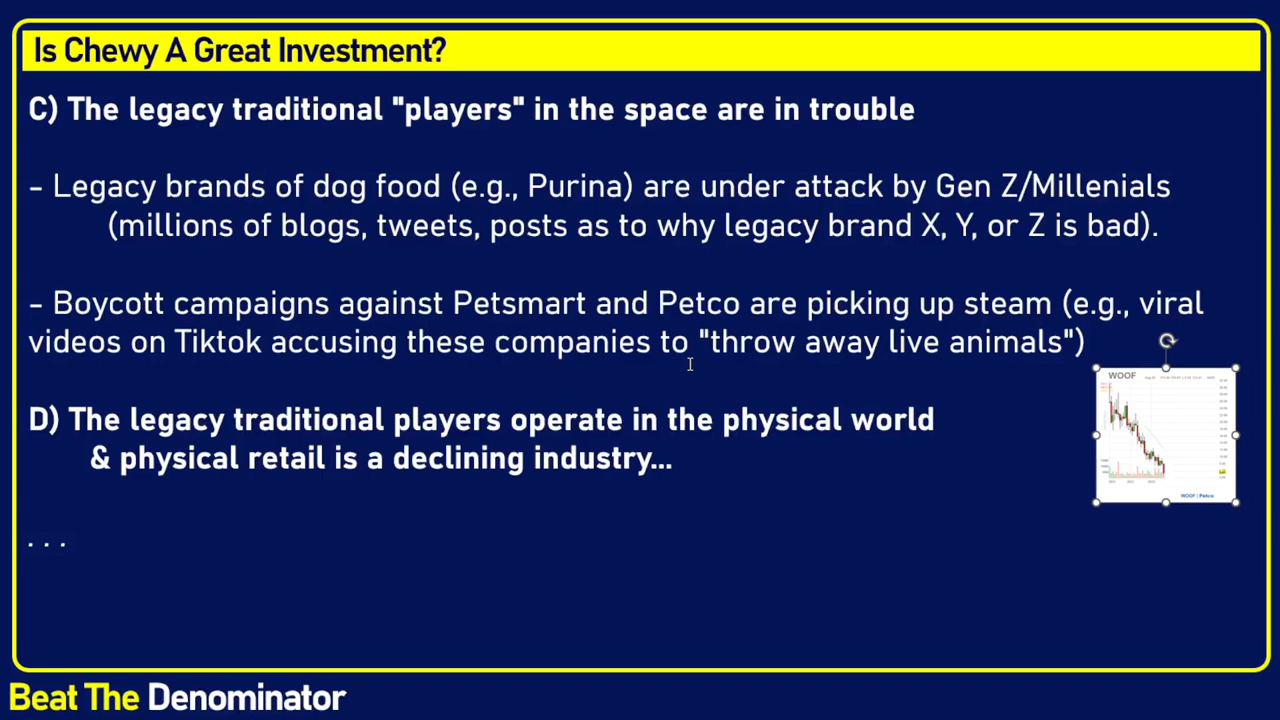 Is Chewy A Great Investment?
C) The legacy traditional "players" in the space are in trouble
- Legacy brands of dog food (e.g., Purina) are under attack by Gen Z/Millenials
(millions of blogs, tweets, posts as to why legacy brand X, Y, or Z is bad).
- Boycott campaigns against Petsmart and Petco are picking up steam (e.g., viral
videos on Tiktok accusing these companies to "throw away live animals")
WOOF
WOOF | Petco
D) The legacy traditional players operate in the physical world
& physical retail is a declining industry...
. . .
Beat The Denominator